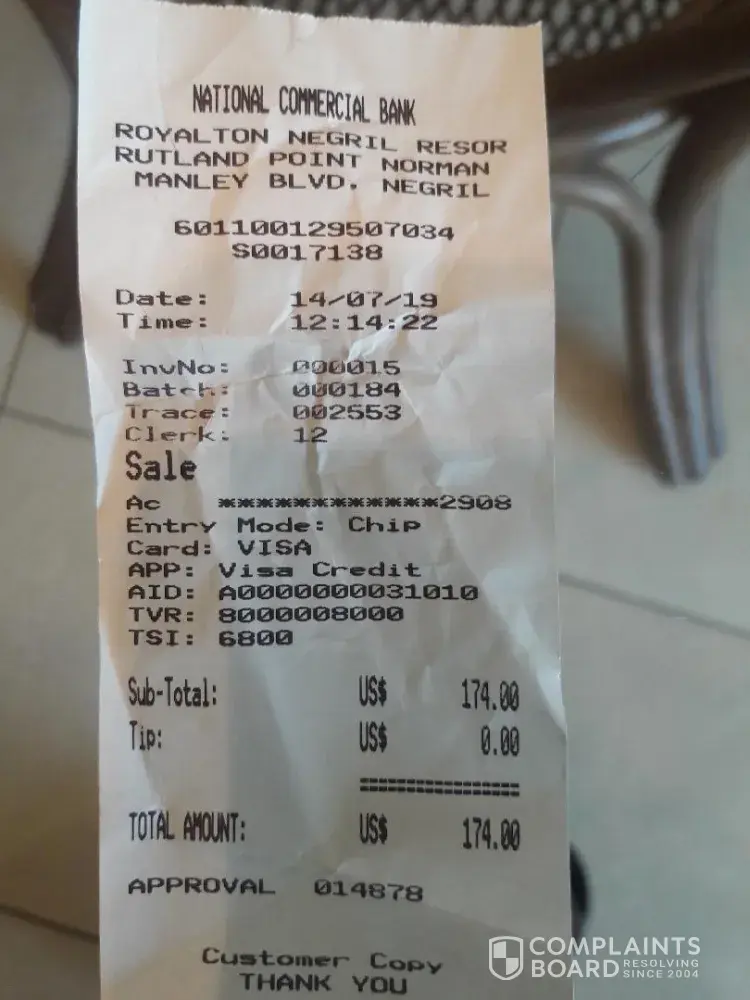 NATIONAL COMMERCIAL BANK
ROYALTON NEGRIL RESOR
RUTLAND POINT NORMAN
MANLEY BLVD. NEGRIL
601100129507034
S0017138
Date: 14/07/19
Time: 12:14:22
InvNo: 000015
Batch: 000184
Trace: 002553
Clerk: 12
Sale
Ac ************2908
Entry Mode: Chip
Card: VISA
APP: Visa Credit
AID: A0000000031010
TVR: 8000008000
TSI: 6800
Sub-Total: US$ 174.00
Tip: US$ 0.00
================
TOTAL AMOUNT: US$ 174.00
APPROVAL 014878
Customer Copy
THANK YOU
COMPLAINTS
BOARD RESOLVING SINCE 2004